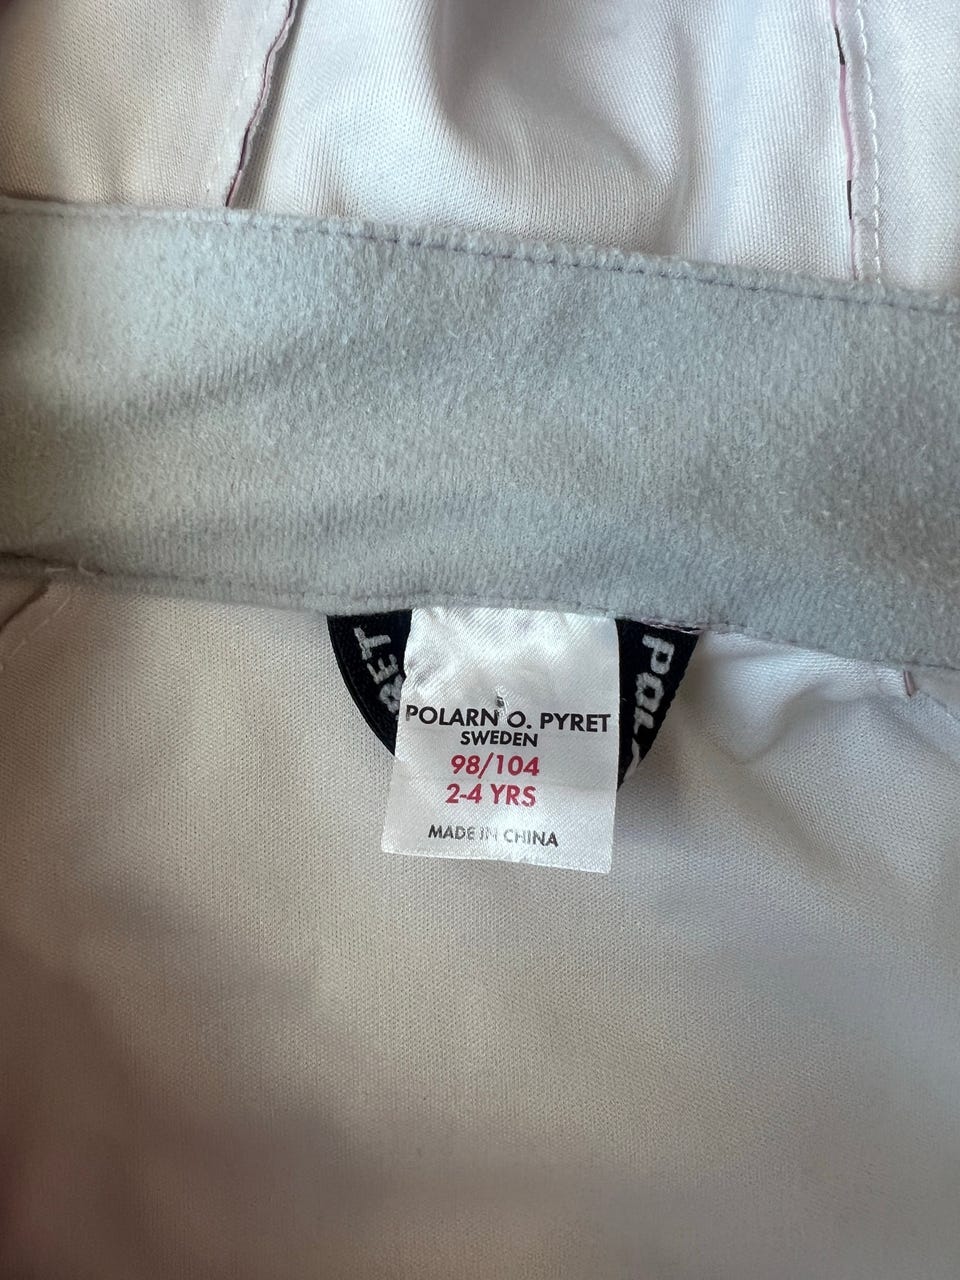 POLARN O. PYRET
SWEDEN
98/104
2-4 YRS
MADE IN CHINA